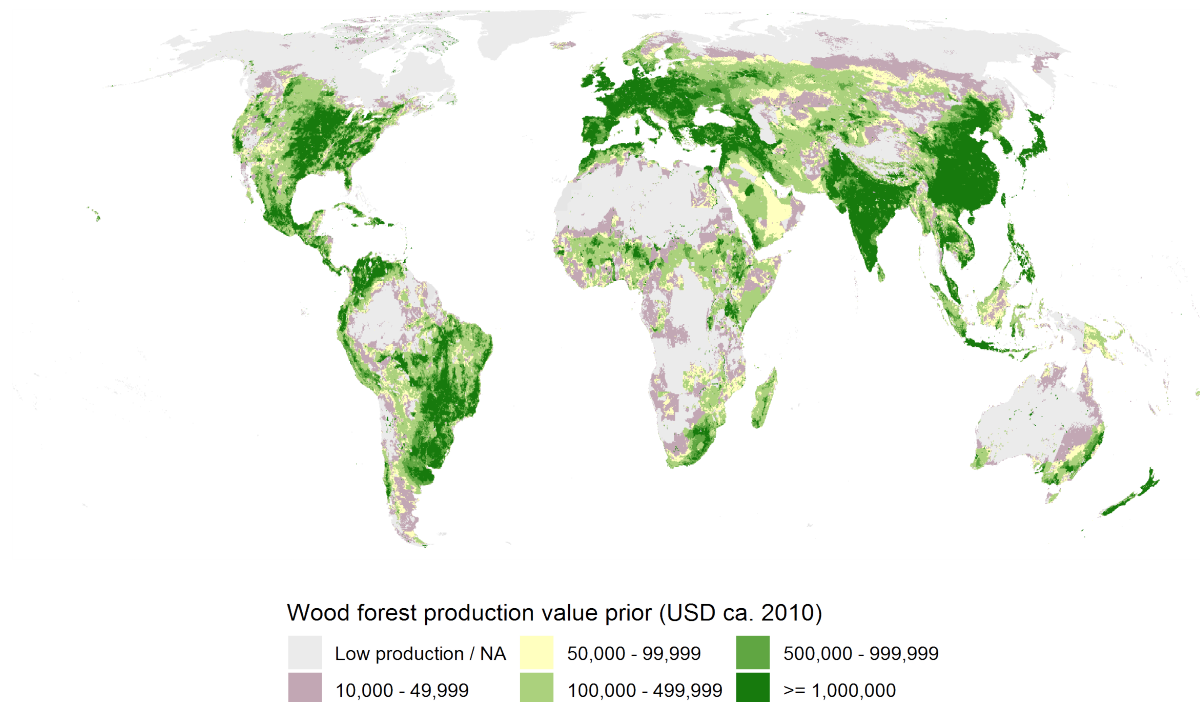 Wood forest production value prior (USD ca. 2010)
Low production / NA
50,000 - 99,999
500,000 - 999,999
10,000 - 49,999
100,000 - 499,999
>= 1,000,000